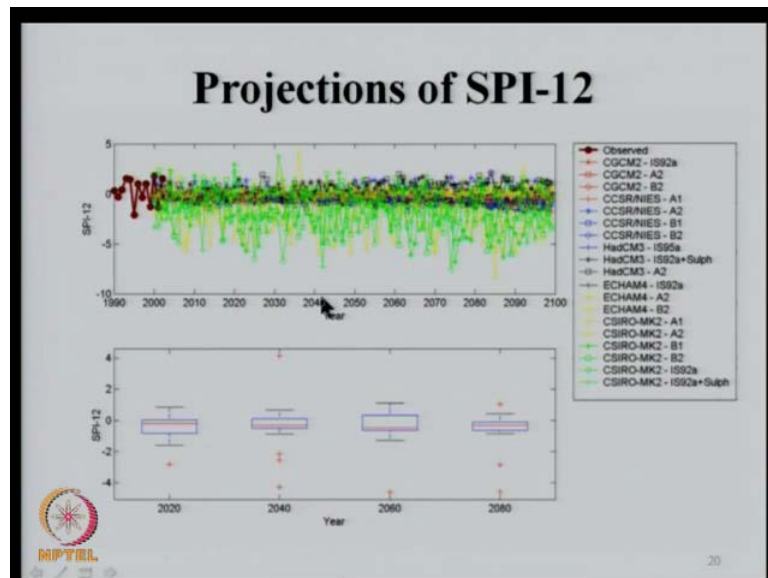 Projections of SPI-12
5
0
-5
-10
SPI-12
1990 2000 2010 2020 2030 2040 2050 2060 2070 2080 2090 2100
Year
Observed
CGCM2 - IS92a
CGCM2 - A2
CGCM2 - B2
CCSR/NIES - A1
CCSR/NIES - A2
CCSR/NIES - B1
CCSR/NIES - B2
HadCM3 - IS95a
HadCM3 - IS92a+Sulph
HadCM3 - A2
ECHAM4 - IS92a
ECHAM4 - A2
ECHAM4 - B2
CSIRO-MK2 - A1
CSIRO-MK2 - A2
CSIRO-MK2 - B1
CSIRO-MK2 - B2
CSIRO-MK2 - IS92a
CSIRO-MK2 - IS92a+Sulph
4
2
0
-2
-4
SPI-12
2020 2040 2060 2080
Year
NPTEL
20